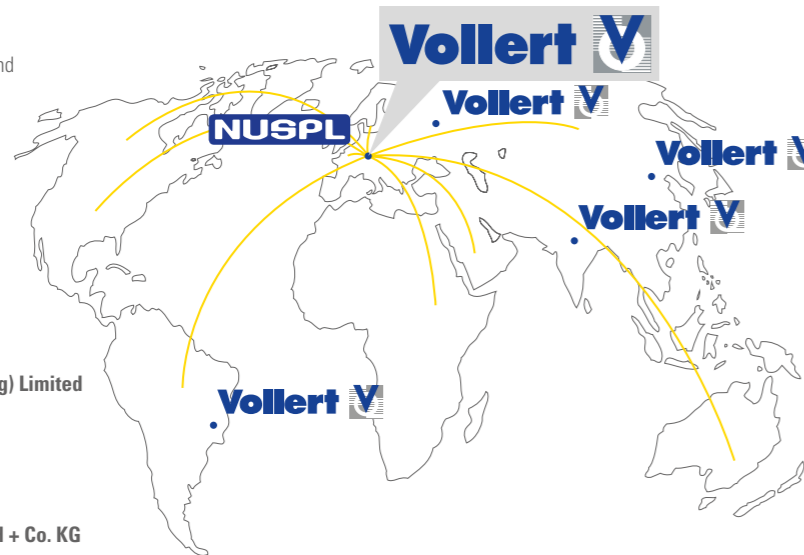 Vollert
nd
Vollert
NUSPL
Vollert
Vollert
g) Limited
Vollert
l + Co. KG